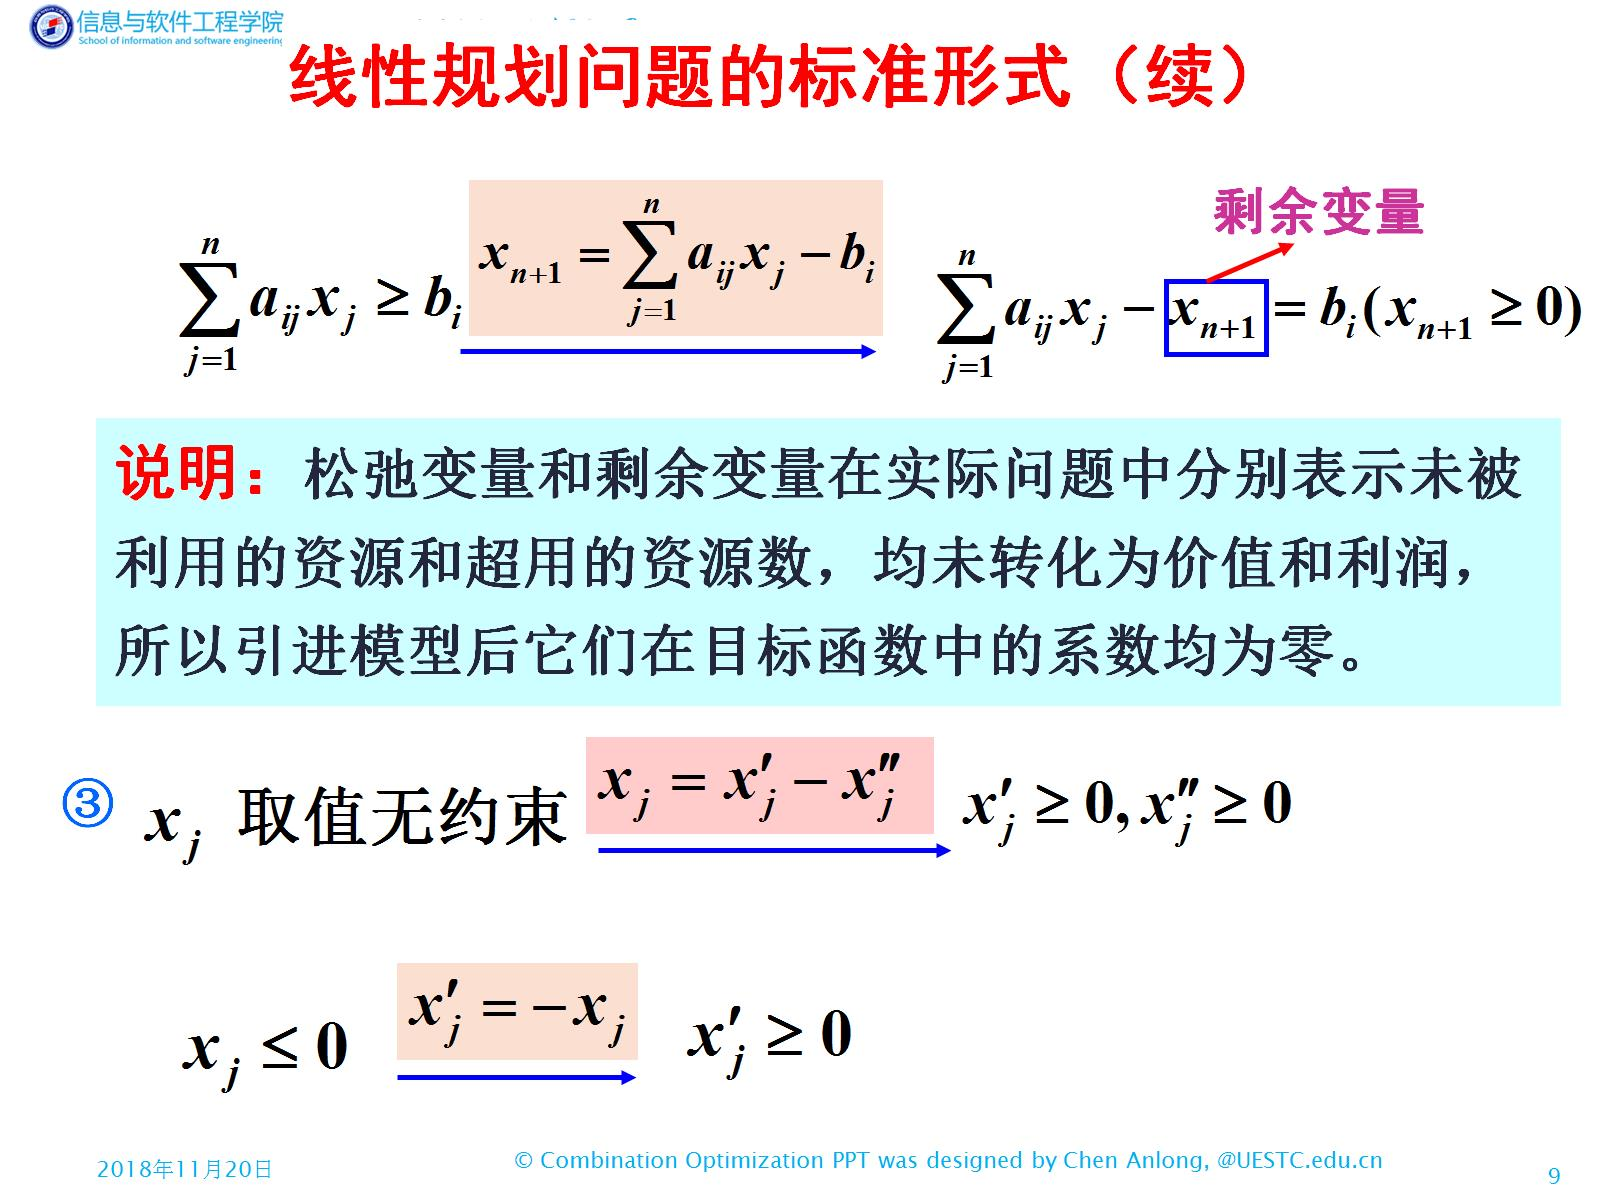 信息与软件工程学院
School of information and software engineering
线性规划问题的标准形式（续）
剩余变量
\sum_{j=1}^{n} a_{ij} x_j ≥ b_i
x_{n+1} = \sum_{j=1}^{n} a_{ij} x_j − b_i
\sum_{j=1}^{n} a_{ij} x_j − x_{n+1} = b_i (x_{n+1} ≥ 0)
说明：松弛变量和剩余变量在实际问题中分别表示未被
利用的资源和超用的资源数，均未转化为价值和利润，
所以引进模型后它们在目标函数中的系数均为零。
③ x_j 取值无约束 x_j = x′_j − x″_j x′_j ≥ 0, x″_j ≥ 0
x_j ≤ 0 x′_j = −x_j x′_j ≥ 0
2018年11月20日
© Combination Optimization PPT was designed by Chen Anlong, @UESTC.edu.cn
9